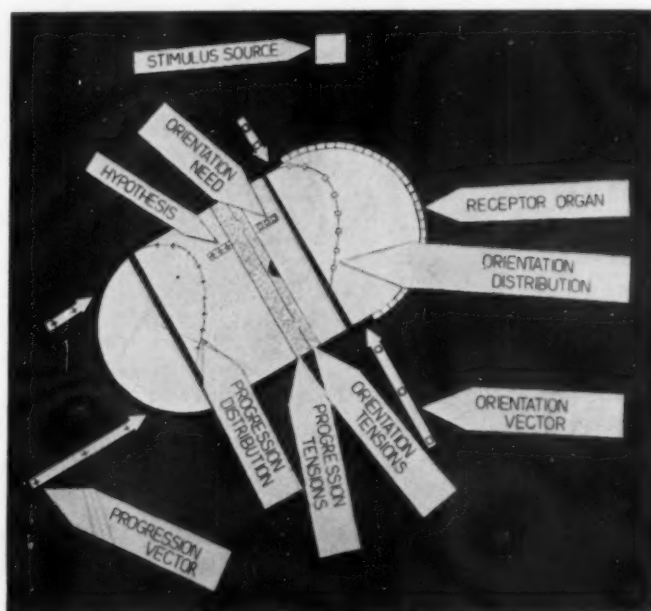 STIMULUS SOURCE
ORIENTATION
NEED
HYPOTHESIS
RECEPTOR ORGAN
ORIENTATION
DISTRIBUTION
ORIENTATION
VECTOR
ORIENTATION
TENSIONS
PROGRESSION
TENSIONS
PROGRESSION
DISTRIBUTION
PROGRESSION
VECTOR